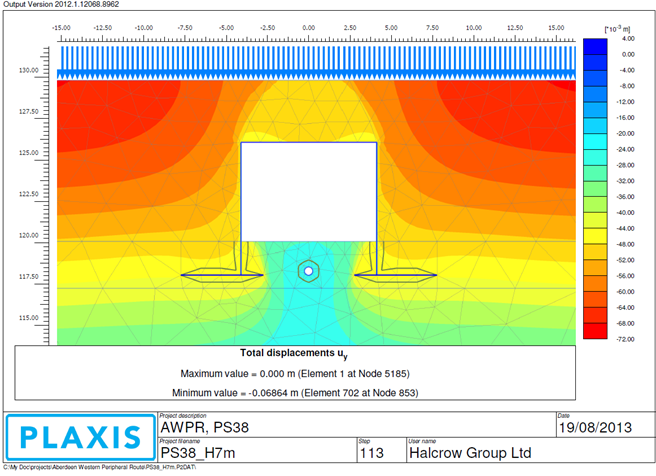 Output Version 2012.1.12068.8962
-15.00 -12.50 -10.00 -7.50 -5.00 -2.50 0.00 2.50 5.00 7.50 10.00 12.50 15.00
[*10⁻³ m]
130.00
127.50
125.00
122.50
120.00
117.50
115.00
4.00
0.00
-4.00
-8.00
-12.00
-16.00
-20.00
-24.00
-28.00
-32.00
-36.00
-40.00
-44.00
-48.00
-52.00
-56.00
-60.00
-64.00
-68.00
-72.00
Total displacements uy
Maximum value = 0.000 m (Element 1 at Node 5185)
Minimum value = -0.06864 m (Element 702 at Node 853)
PLAXIS
Project description
AWPR, PS38
Date
19/08/2013
Project filename
PS38_H7m
Step
113
User name
Halcrow Group Ltd
C:\My Doc\projects\Aberdeen Western Peripheral Route\PS38_H7m.P2DAT\